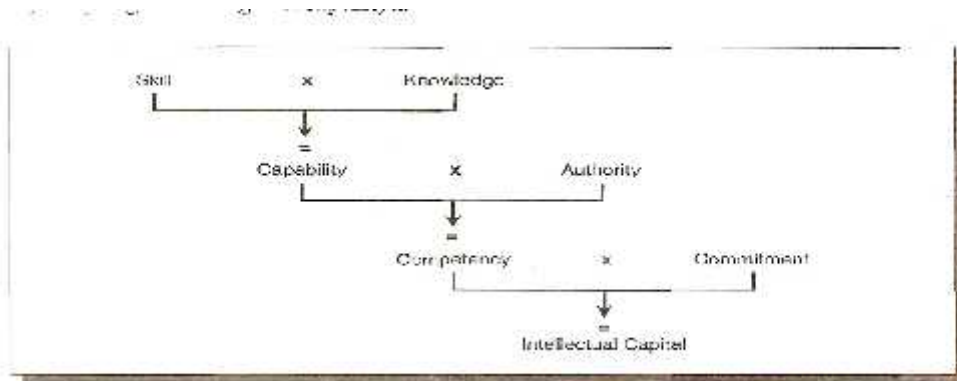 Skill × Knowledge
=
Capability × Authority
=
Competency × Commitment
=
Intellectual Capital